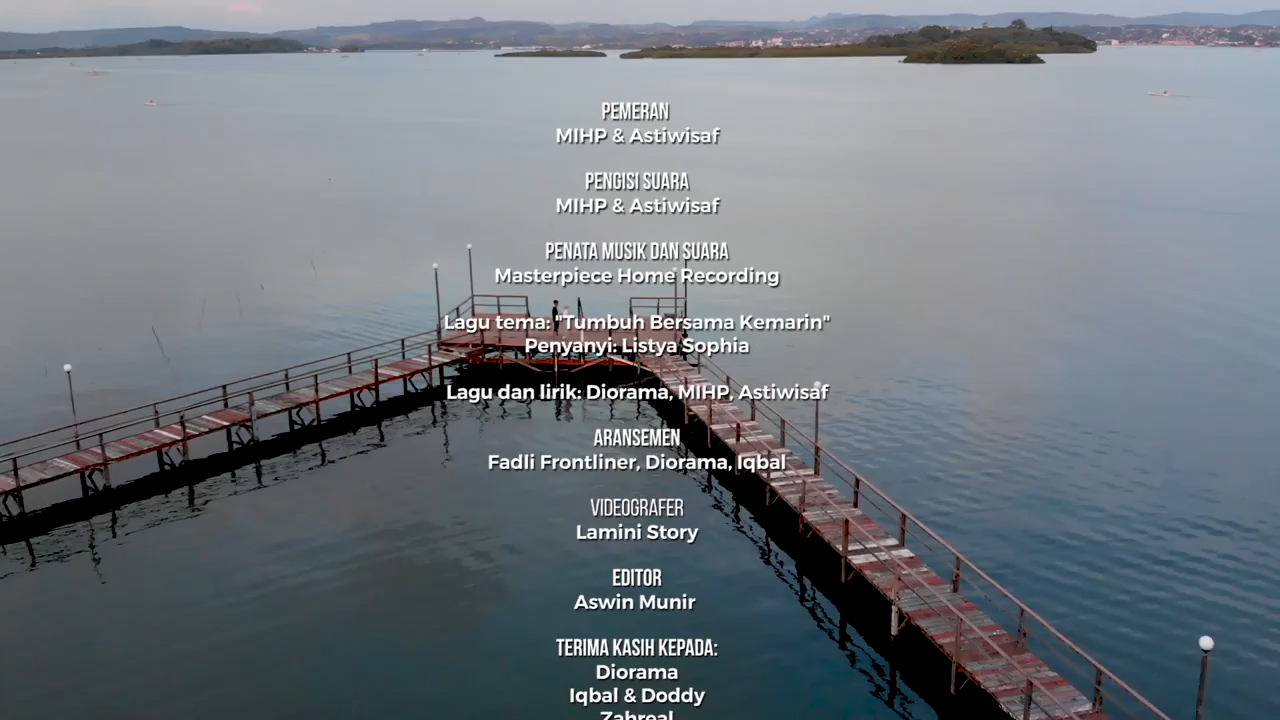 PEMERAN
MIHP & Astiwisaf
PENGISI SUARA
MIHP & Astiwisaf
PENATA MUSIK DAN SUARA
Masterpiece Home Recording
Lagu tema: "Tumbuh Bersama Kemarin"
Penyanyi: Listya Sophia
Lagu dan lirik: Diorama, MIHP, Astiwisaf
ARANSEMEN
Fadli Frontliner, Diorama, Iqbal
VIDEOGRAFER
Lamini Story
EDITOR
Aswin Munir
TERIMA KASIH KEPADA:
Diorama
Iqbal & Doddy
Zabreal